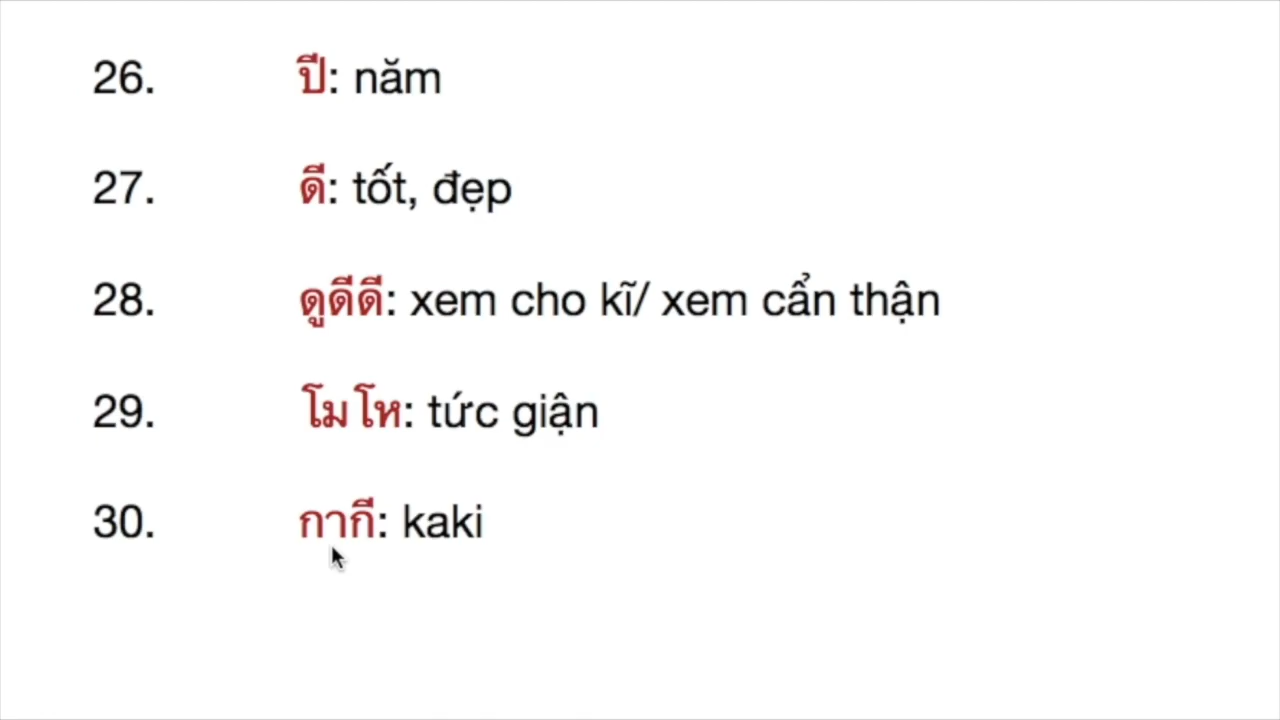 26. ปี: năm
27. ดี: tốt, đẹp
28. ดูดีดี: xem cho kĩ/ xem cẩn thận
29. โมโห: tức giận
30. กากี: kaki